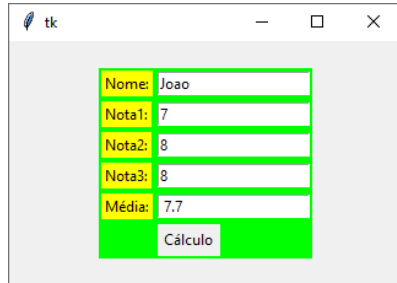 tk
Nome: Joao
Nota1: 7
Nota2: 8
Nota3: 8
Média: 7.7
Cálculo